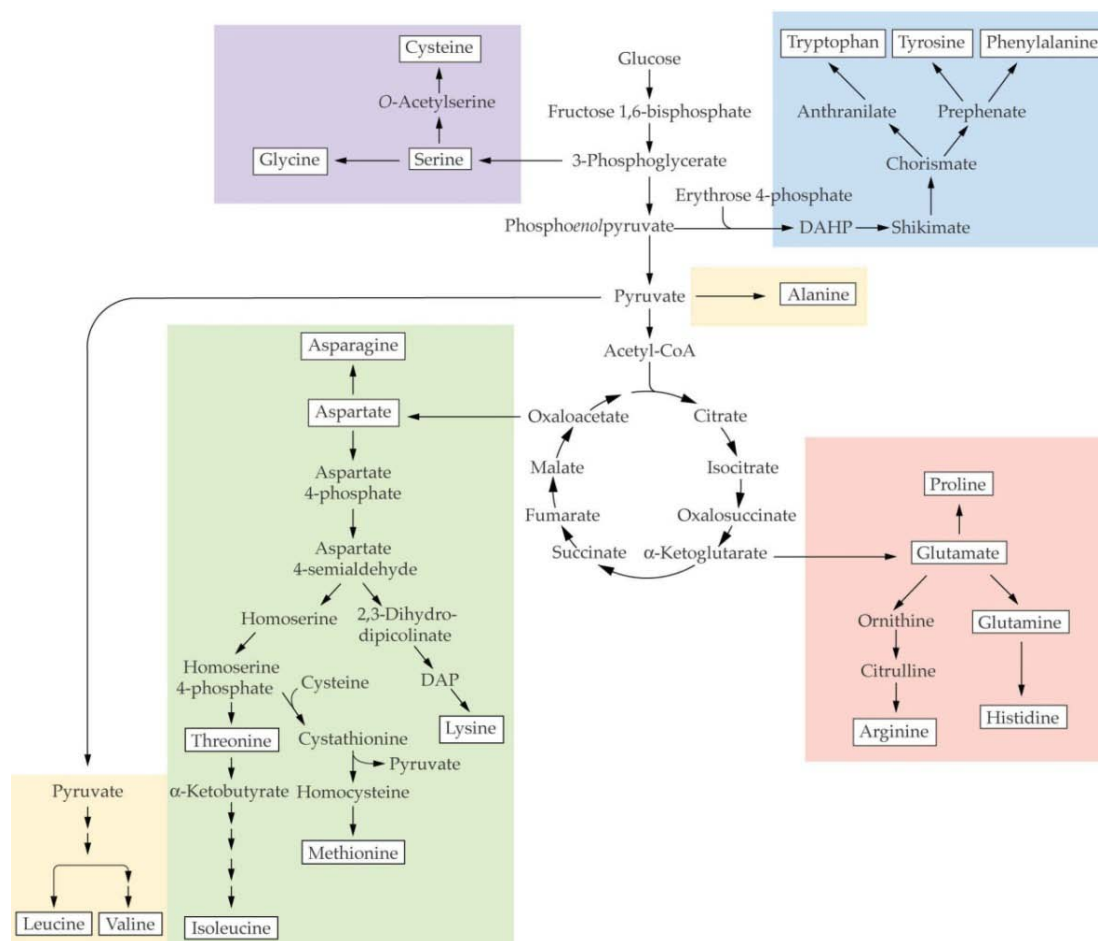 Cysteine
O-Acetylserine
Glycine
Serine
Glucose
Fructose 1,6-bisphosphate
3-Phosphoglycerate
Phosphoenolpyruvate
Erythrose 4-phosphate
Tryptophan
Tyrosine
Phenylalanine
Anthranilate
Prephenate
Chorismate
DAHP
Shikimate
Pyruvate
Alanine
Acetyl-CoA
Oxaloacetate
Citrate
Malate
Isocitrate
Fumarate
Oxalosuccinate
Succinate
α-Ketoglutarate
Asparagine
Aspartate
Aspartate
4-phosphate
Aspartate
4-semialdehyde
Homoserine
2,3-Dihydro-
dipicolinate
Homoserine
4-phosphate
Cysteine
DAP
Threonine
Cystathionine
Lysine
Pyruvate
α-Ketobutyrate
Homocysteine
Methionine
Isoleucine
Proline
Glutamate
Ornithine
Glutamine
Citrulline
Arginine
Histidine
Pyruvate
Leucine
Valine